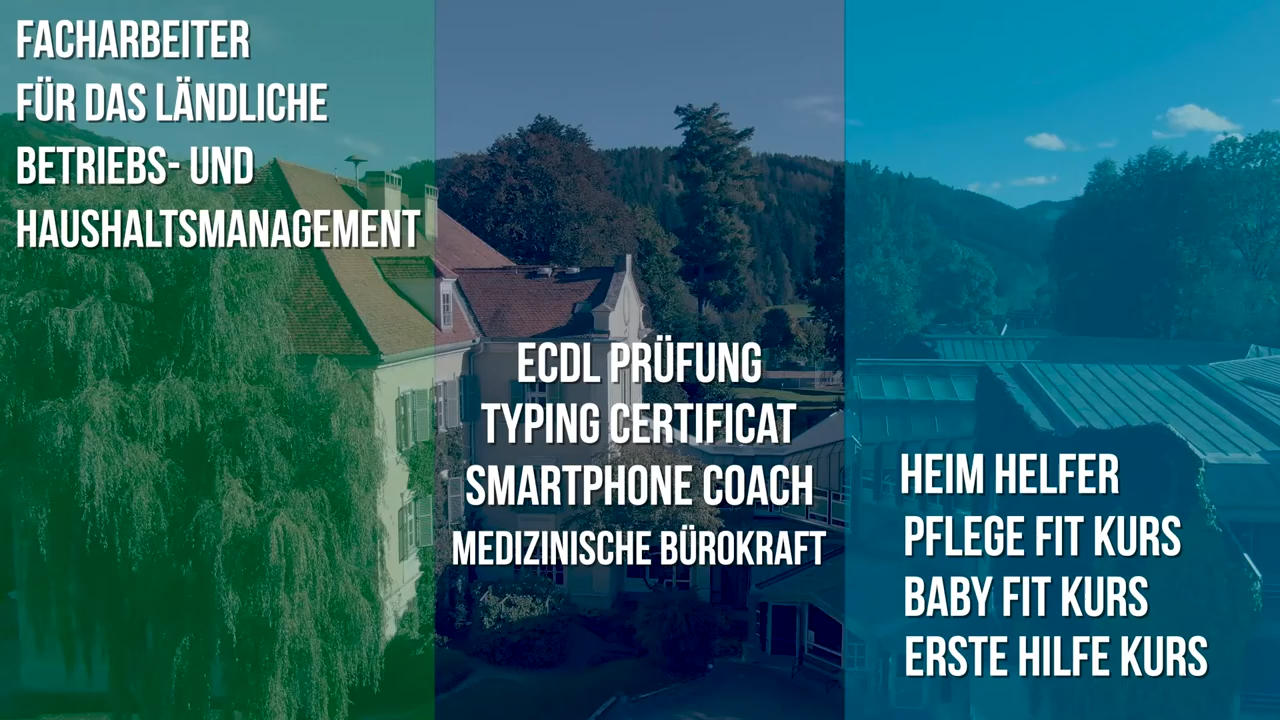 FACHARBEITER
FÜR DAS LÄNDLICHE
BETRIEBS- UND
HAUSHALTSMANAGEMENT
ECDL PRÜFUNG
TYPING CERTIFICAT
SMARTPHONE COACH
MEDIZINISCHE BÜROKRAFT
HEIM HELFER
PFLEGE FIT KURS
BABY FIT KURS
ERSTE HILFE KURS